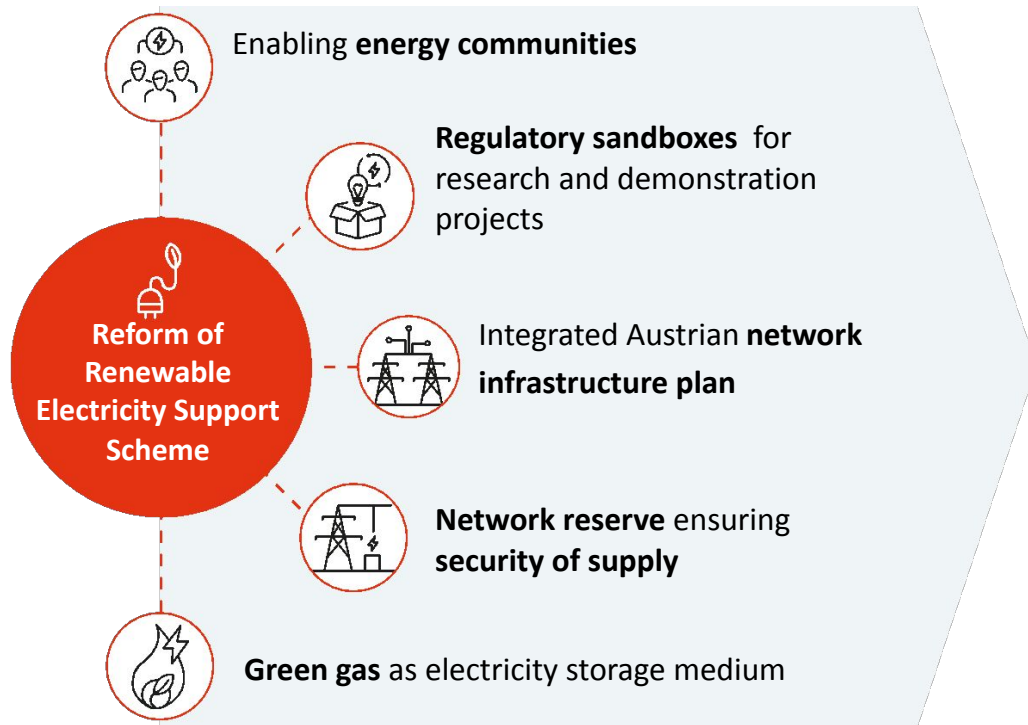 Enabling energy communities
Regulatory sandboxes for
research and demonstration
projects
Reform of
Renewable
Electricity Support
Scheme
Integrated Austrian network
infrastructure plan
Network reserve ensuring
security of supply
Green gas as electricity storage medium